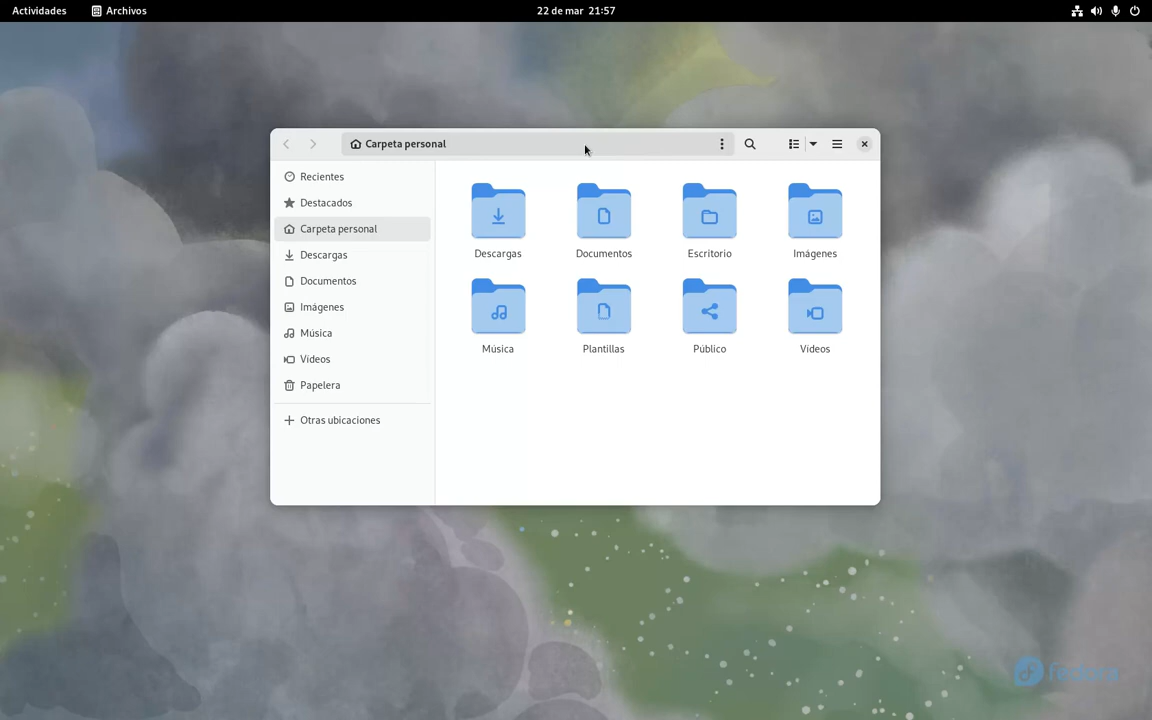 Actividades Archivos 22 de mar 21:57
Carpeta personal
Recientes
Destacados
Carpeta personal
Descargas
Documentos
Imágenes
Música
Vídeos
Papelera
Otras ubicaciones
Descargas Documentos Escritorio Imágenes
Música Plantillas Público Vídeos
fedora